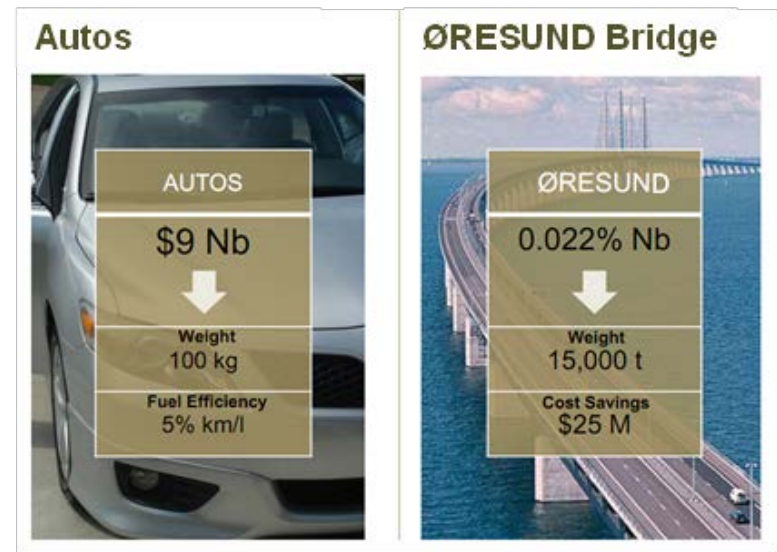 Autos
AUTOS
$9 Nb
Weight
100 kg
Fuel Efficiency
5% km/l
ØRESUND Bridge
ØRESUND
0.022% Nb
Weight
15,000 t
Cost Savings
$25 M